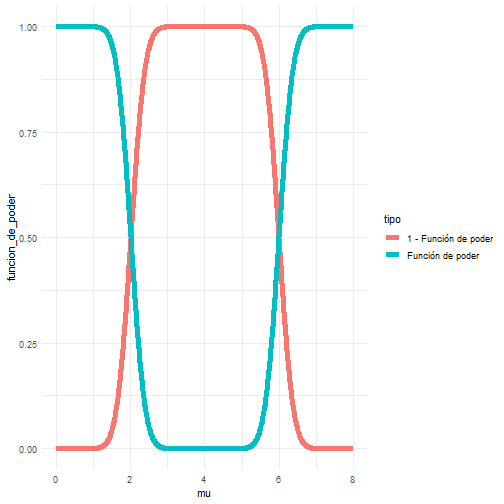 1.00
0.75
0.50
0.25
0.00
funcion_de_poder
0
2
4
6
8
mu
tipo
1 - Función de poder
Función de poder